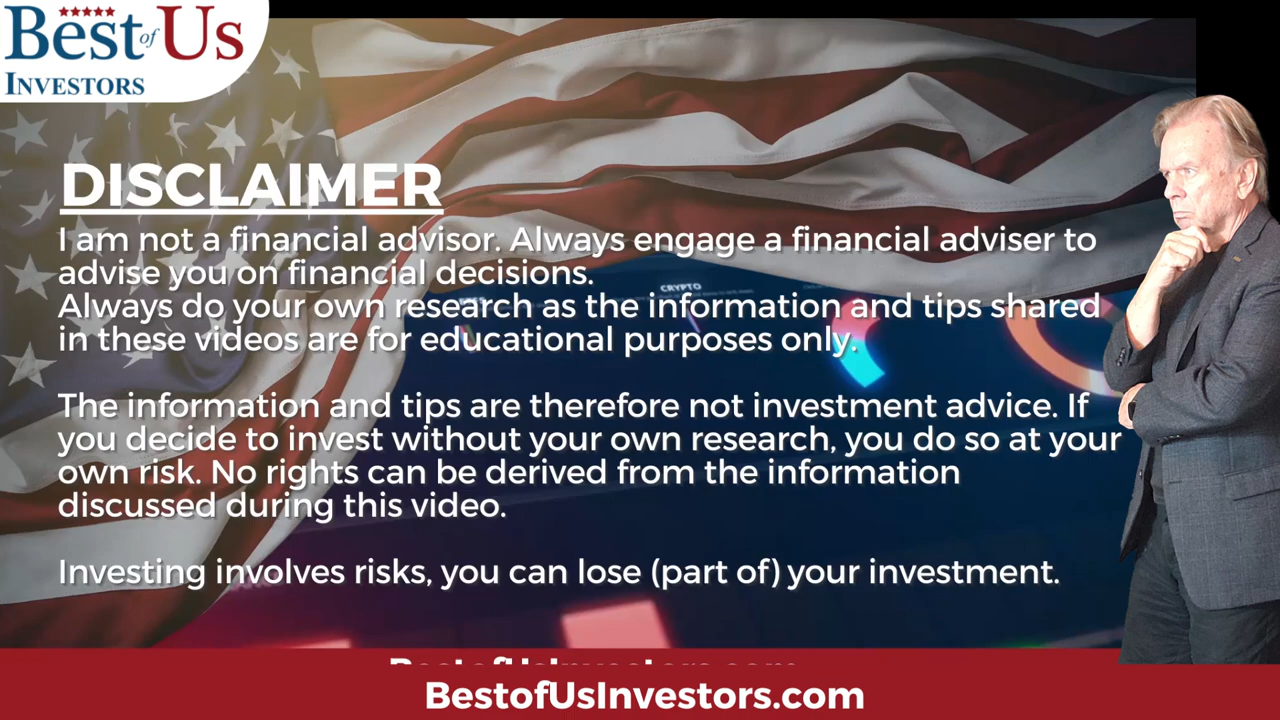 Best of Us
INVESTORS
DISCLAIMER
I am not a financial advisor. Always engage a financial adviser to
advise you on financial decisions.
CRYPTO
Always do your own research as the information and tips shared
in these videos are for educational purposes only.
The information and tips are therefore not investment advice. If
you decide to invest without your own research, you do so at your
own risk. No rights can be derived from the information
discussed during this video.
Investing involves risks, you can lose (part of) your investment.
BestofUsInvestors.com
BestofUsInvestors.com